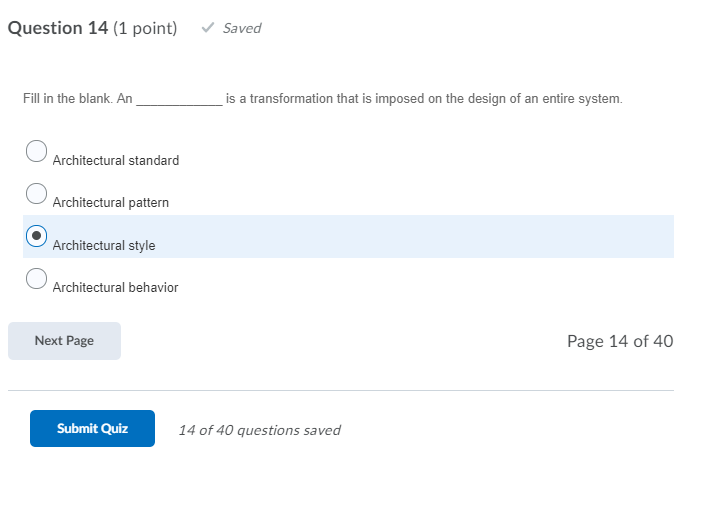 Question 14 (1 point) ✓ Saved
Fill in the blank. An ____________ is a transformation that is imposed on the design of an entire system.
Architectural standard
Architectural pattern
Architectural style
Architectural behavior
Next Page
Page 14 of 40
Submit Quiz
14 of 40 questions saved